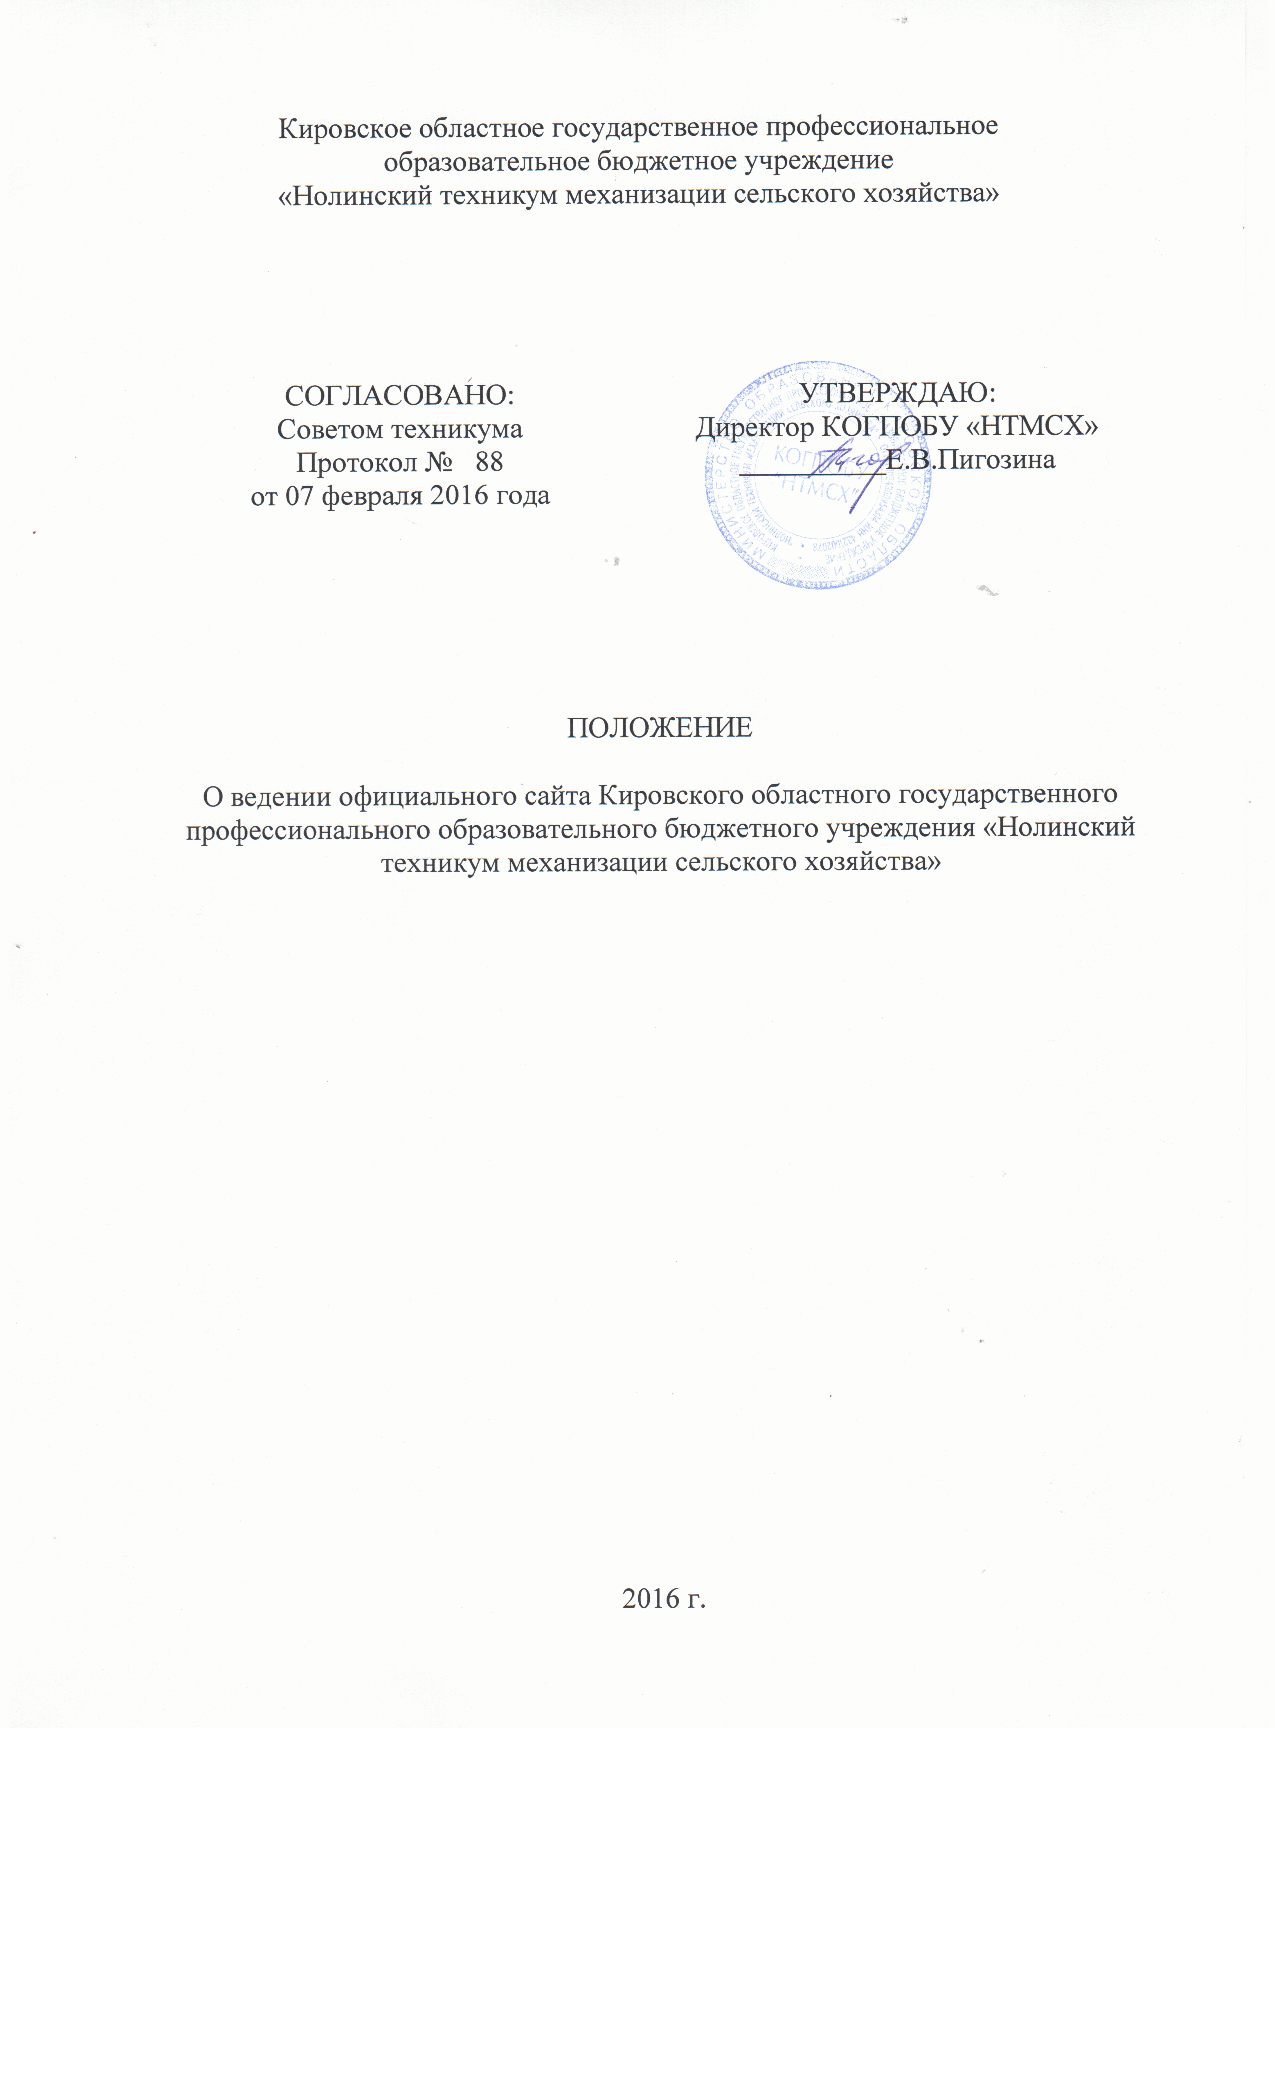 Кировское областное государственное профессиональное
образовательное бюджетное учреждение
«Нолинский техникум механизации сельского хозяйства»
СОГЛАСОВАНО:
Советом техникума
Протокол № 88
от 07 февраля 2016 года
УТВЕРЖДАЮ:
Директор КОГПОБУ «НТМСХ»
Е.В.Пигозина
"НТМСХ"
ПОЛОЖЕНИЕ
О ведении официального сайта Кировского областного государственного
профессионального образовательного бюджетного учреждения «Нолинский
техникум механизации сельского хозяйства»
2016 г.